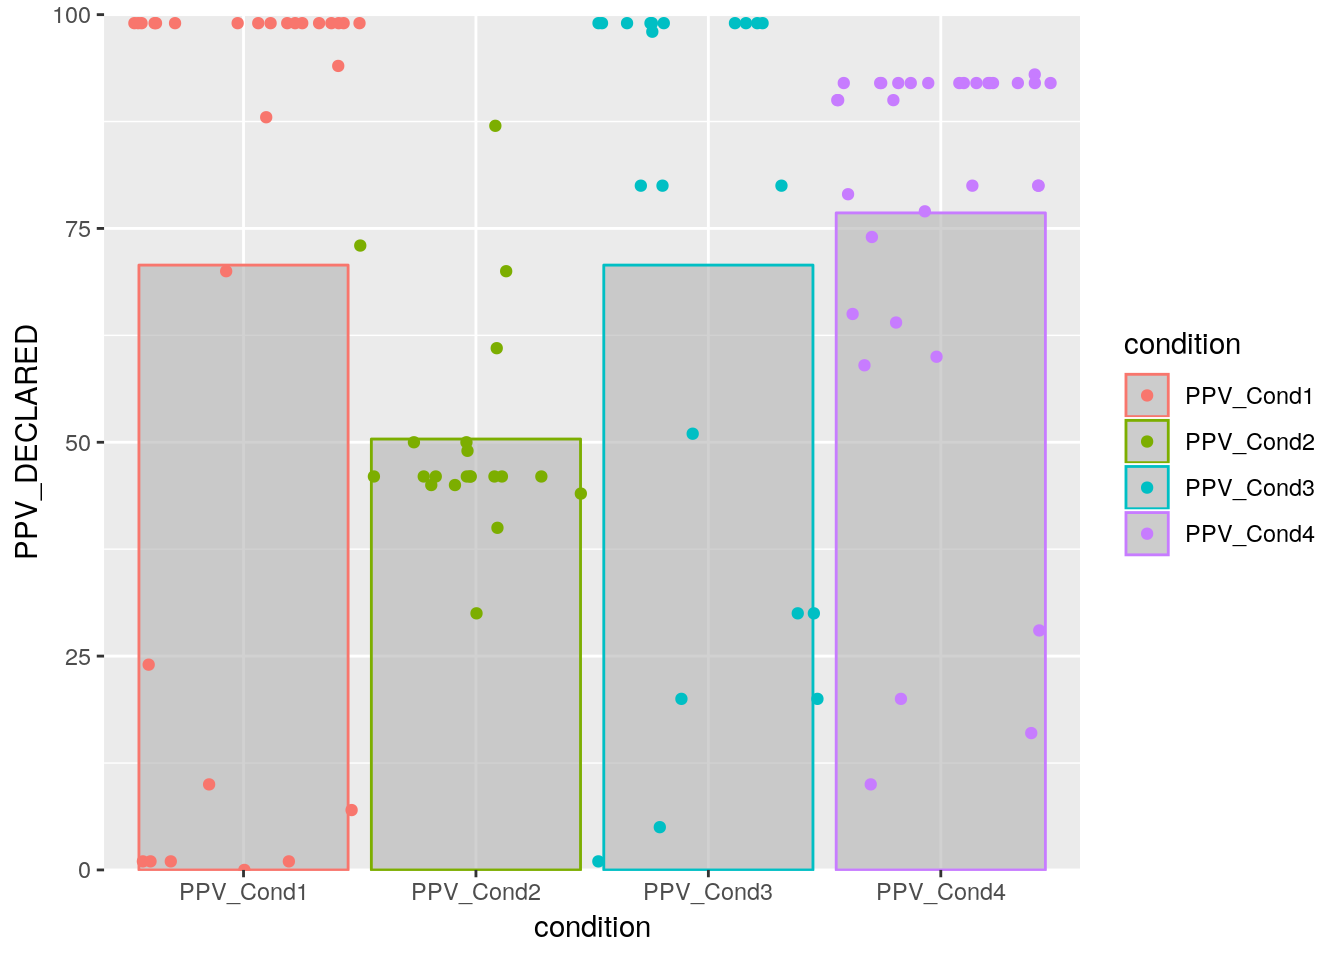 100
75
50
25
0
PPV_DECLARED
PPV_Cond1 PPV_Cond2 PPV_Cond3 PPV_Cond4
condition
condition
PPV_Cond1
PPV_Cond2
PPV_Cond3
PPV_Cond4